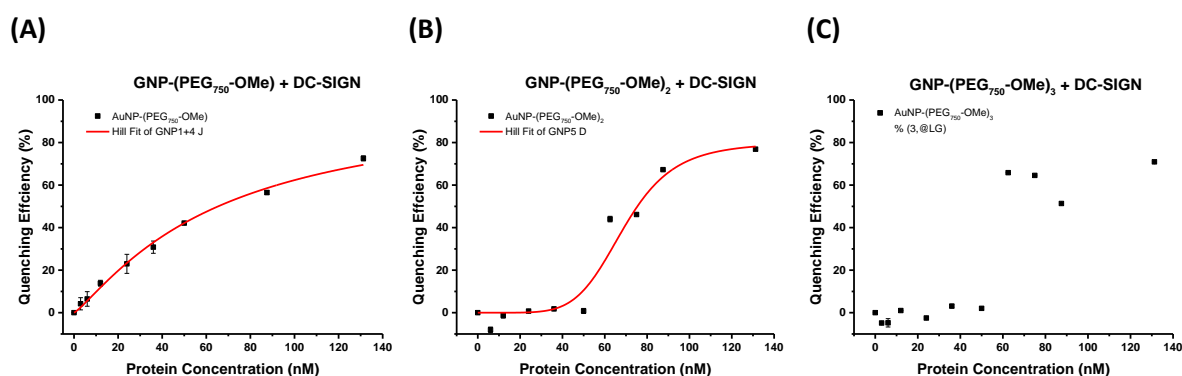 (A)
GNP-(PEG₇₅₀-OMe) + DC-SIGN
AuNP-(PEG₇₅₀-OMe)
Hill Fit of GNP1+4 J
Quenching Effciency (%)
100
80
60
40
20
0
0 20 40 60 80 100 120 140
Protein Concentration (nM)
(B)
GNP-(PEG₇₅₀-OMe)₂ + DC-SIGN
AuNP-(PEG₇₅₀-OMe)₂
Hill Fit of GNP5 D
Quenching Effciency (%)
100
80
60
40
20
0
0 20 40 60 80 100 120 140
Protein Concentration (nM)
(C)
GNP-(PEG₇₅₀-OMe)₃ + DC-SIGN
AuNP-(PEG₇₅₀-OMe)₃
% (3,@LG)
Quenching Effciency (%)
100
80
60
40
20
0
0 20 40 60 80 100 120 140
Protein Concentration (nM)